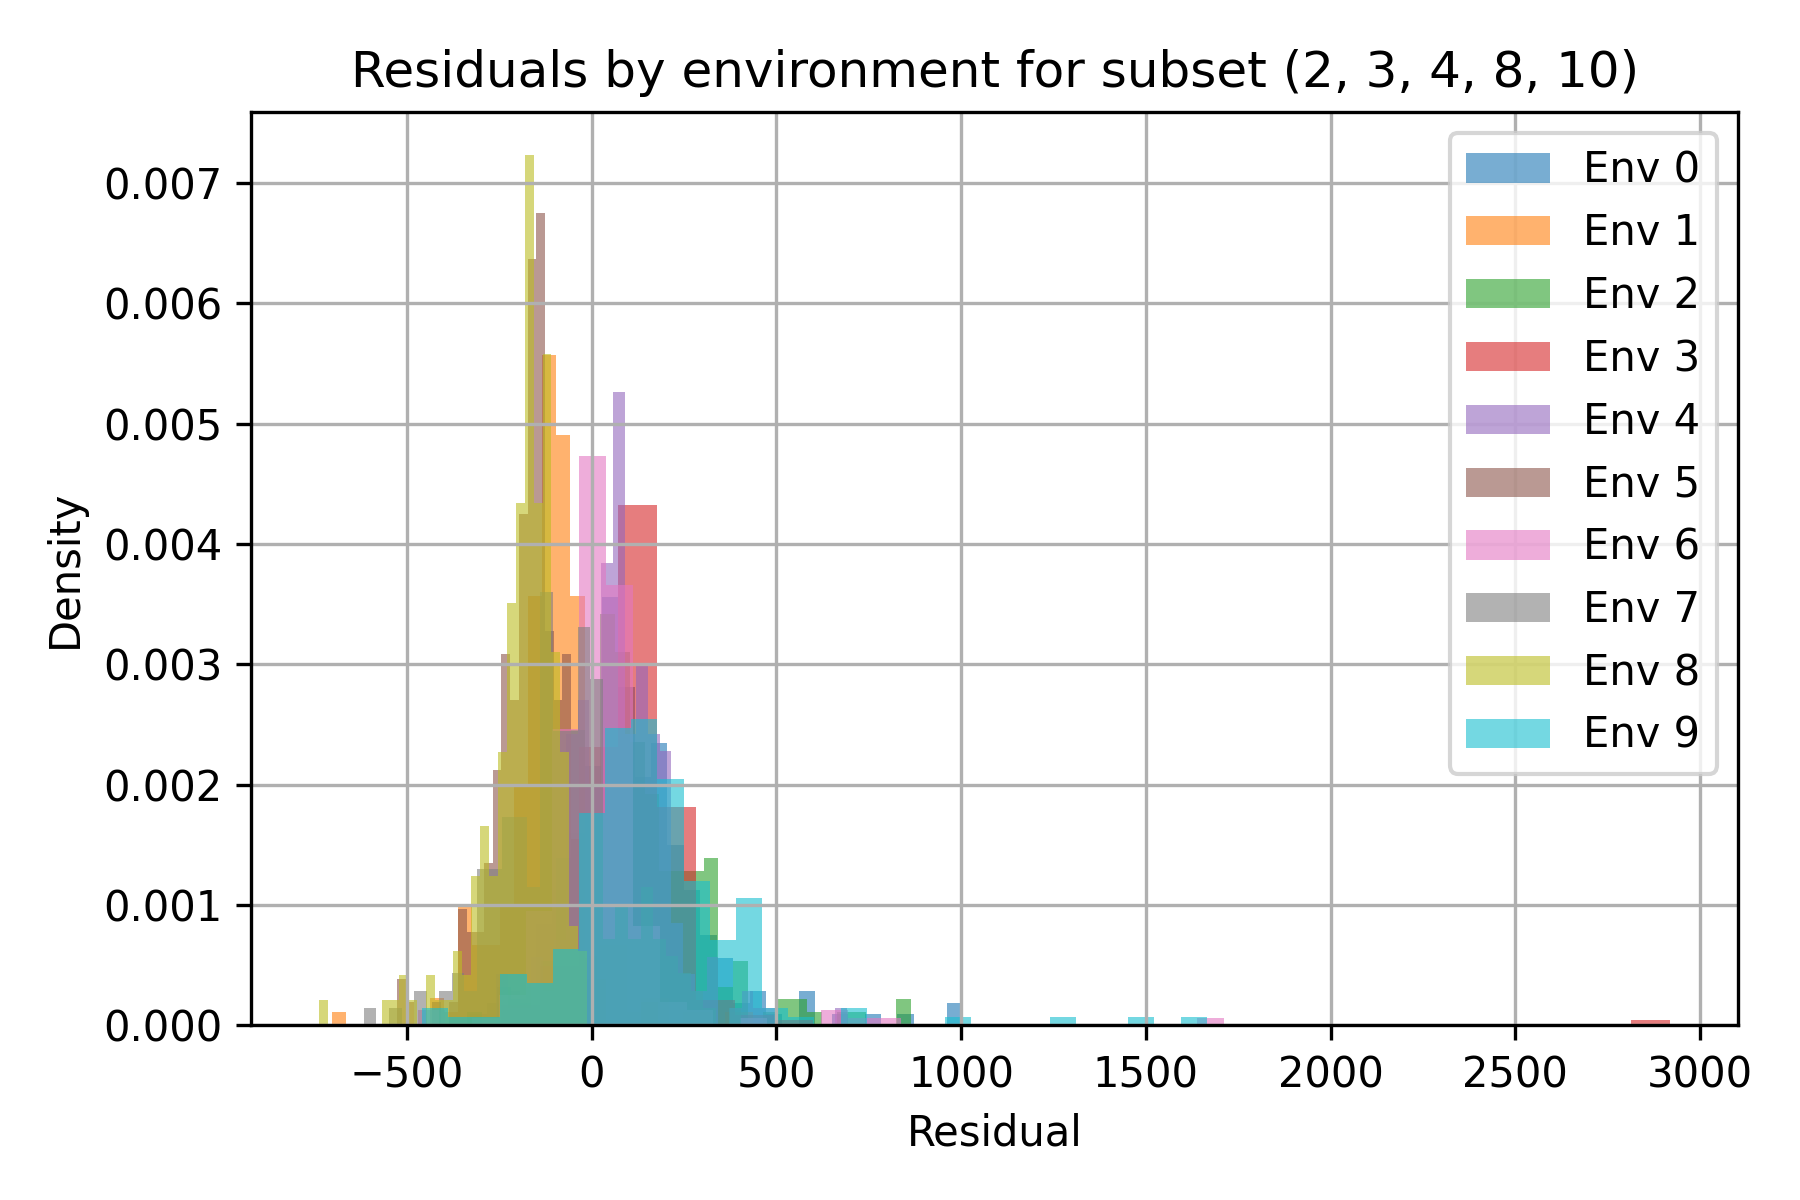 Residuals by environment for subset (2, 3, 4, 8, 10)
Density
0.007
0.006
0.005
0.004
0.003
0.002
0.001
0.000
Env 0
Env 1
Env 2
Env 3
Env 4
Env 5
Env 6
Env 7
Env 8
Env 9
−500 0 500 1000 1500 2000 2500 3000
Residual